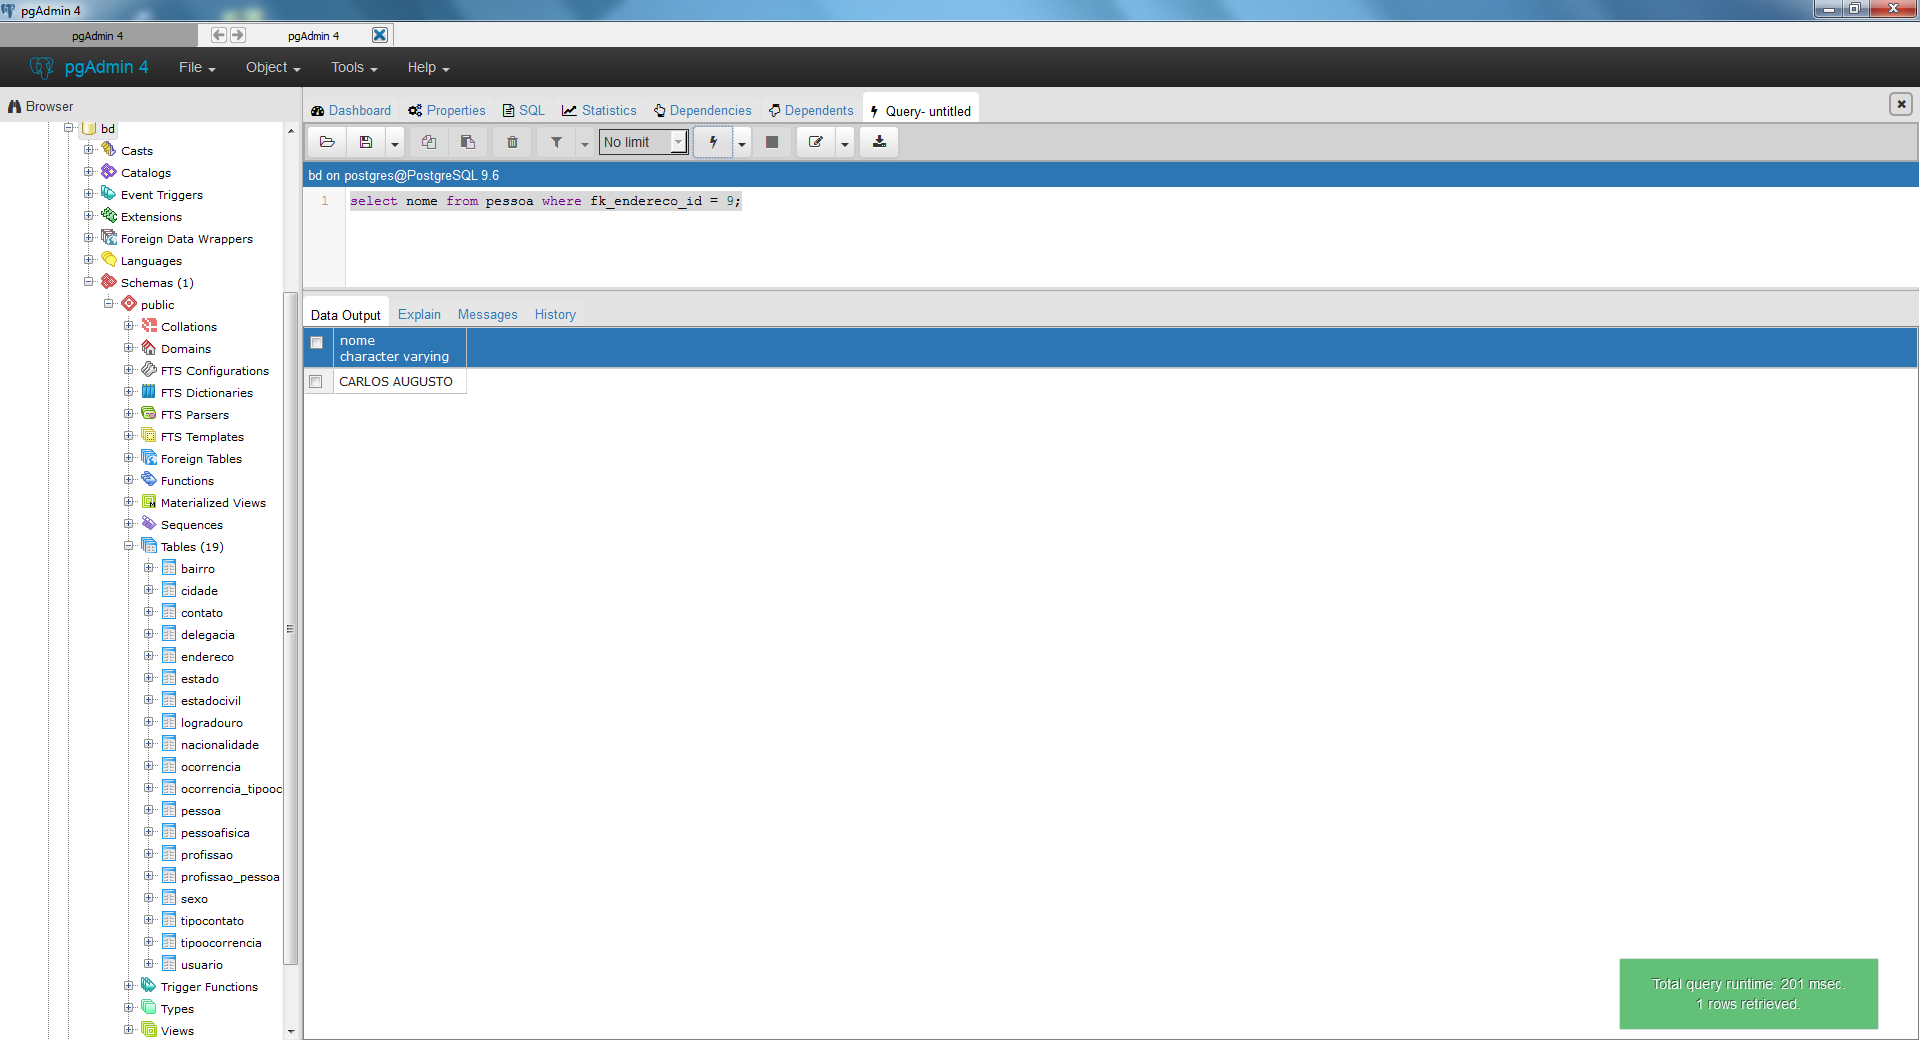 pgAdmin 4
pgAdmin 4
pgAdmin 4
pgAdmin 4
File
Object
Tools
Help
Browser
bd
Casts
Catalogs
Event Triggers
Extensions
Foreign Data Wrappers
Languages
Schemas (1)
public
Collations
Domains
FTS Configurations
FTS Dictionaries
FTS Parsers
FTS Templates
Foreign Tables
Functions
Materialized Views
Sequences
Tables (19)
bairro
cidade
contato
delegacia
endereco
estado
estadocivil
logradouro
nacionalidade
ocorrencia
ocorrencia_tipooc
pessoa
pessoafisica
profissao
profissao_pessoa
sexo
tipocontato
tipoocorrencia
usuario
Trigger Functions
Types
Views
Dashboard
Properties
SQL
Statistics
Dependencies
Dependents
Query- untitled
No limit
bd on postgres@PostgreSQL 9.6
1 select nome from pessoa where fk_endereco_id = 9;
Data Output
Explain
Messages
History
nome
character varying
CARLOS AUGUSTO
Total query runtime: 201 msec.
1 rows retrieved.